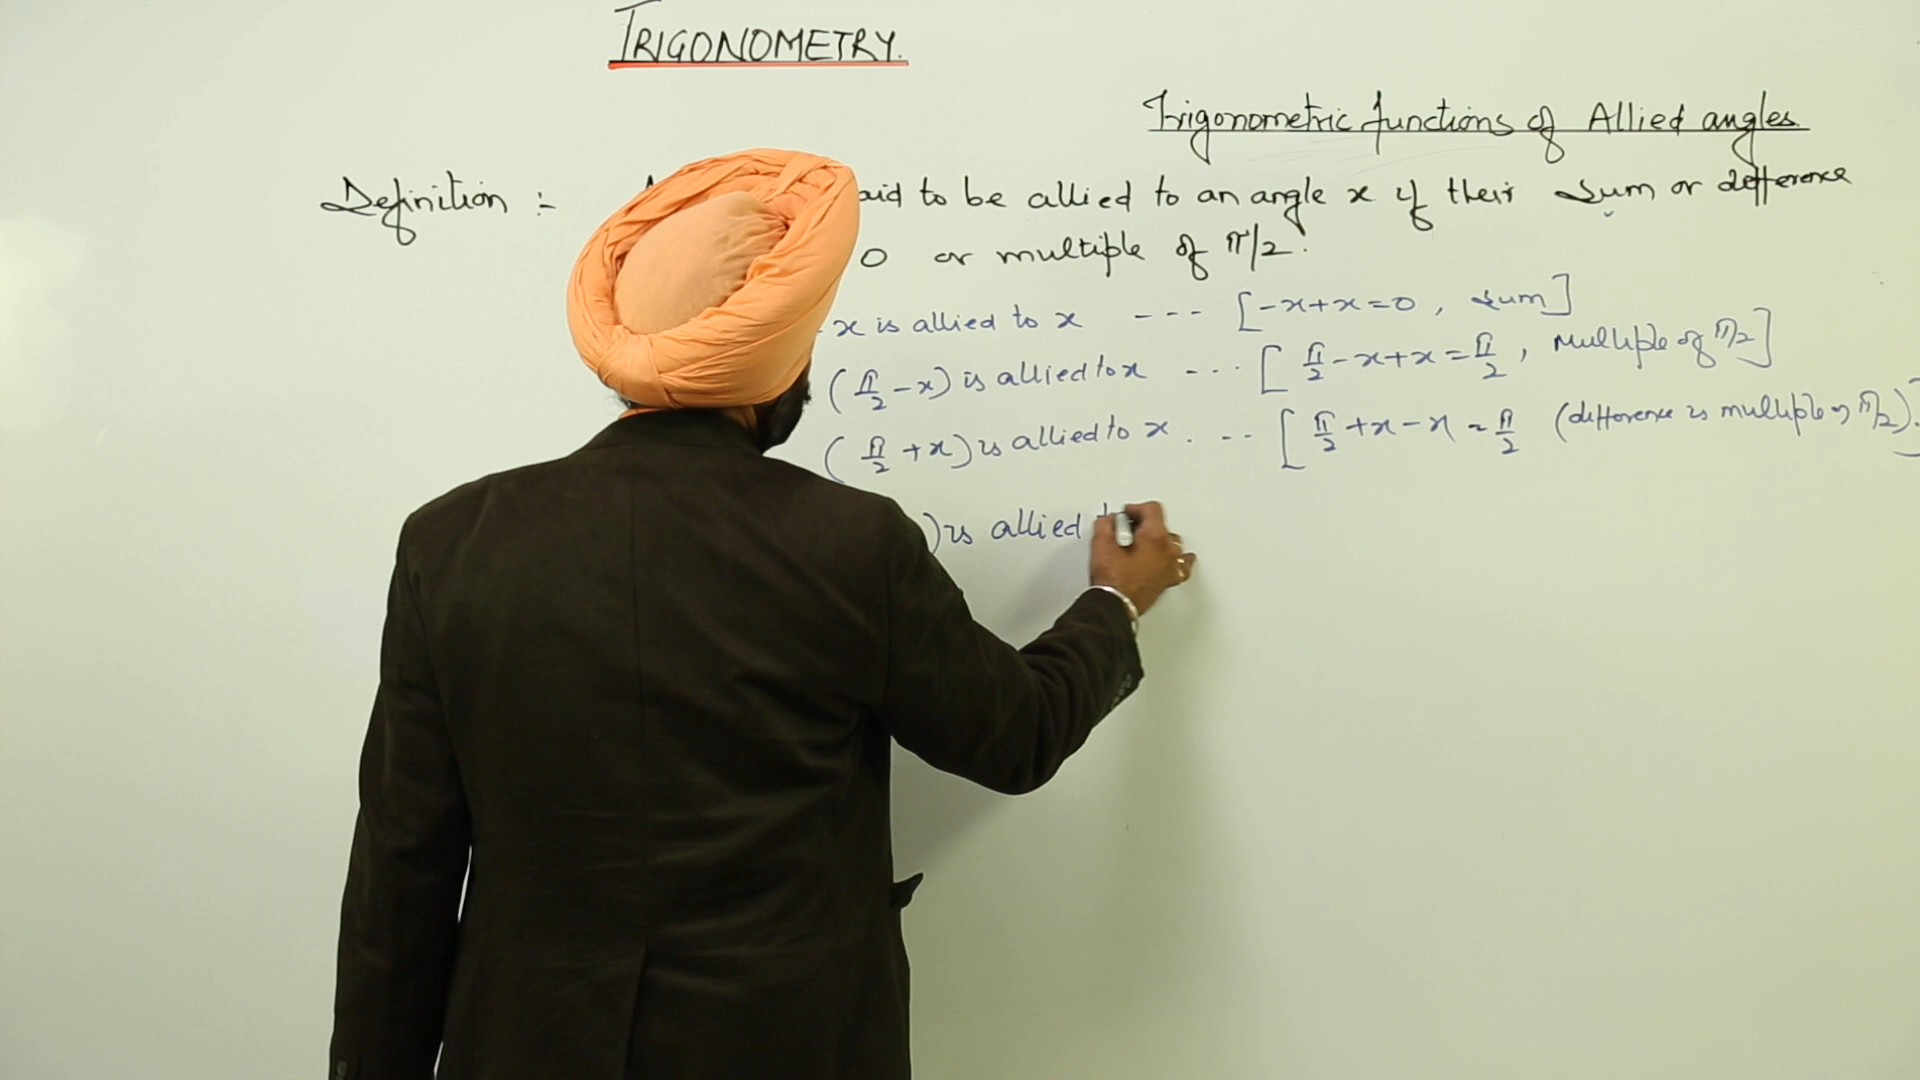 TRIGONOMETRY.
Trigonometric functions of Allied angles.
Definition :- said to be allied to an angle x if their sum or difference
0 or multiple of π/2.
-x is allied to x --- [-x+x=0, sum]
(π/2 - x) is allied to x --- [π/2 - x + x = π/2, multiple of π/2]
(π/2 + x) is allied to x. --- [π/2 + x - x = π/2 (difference is multiple of π/2).]
) is allied